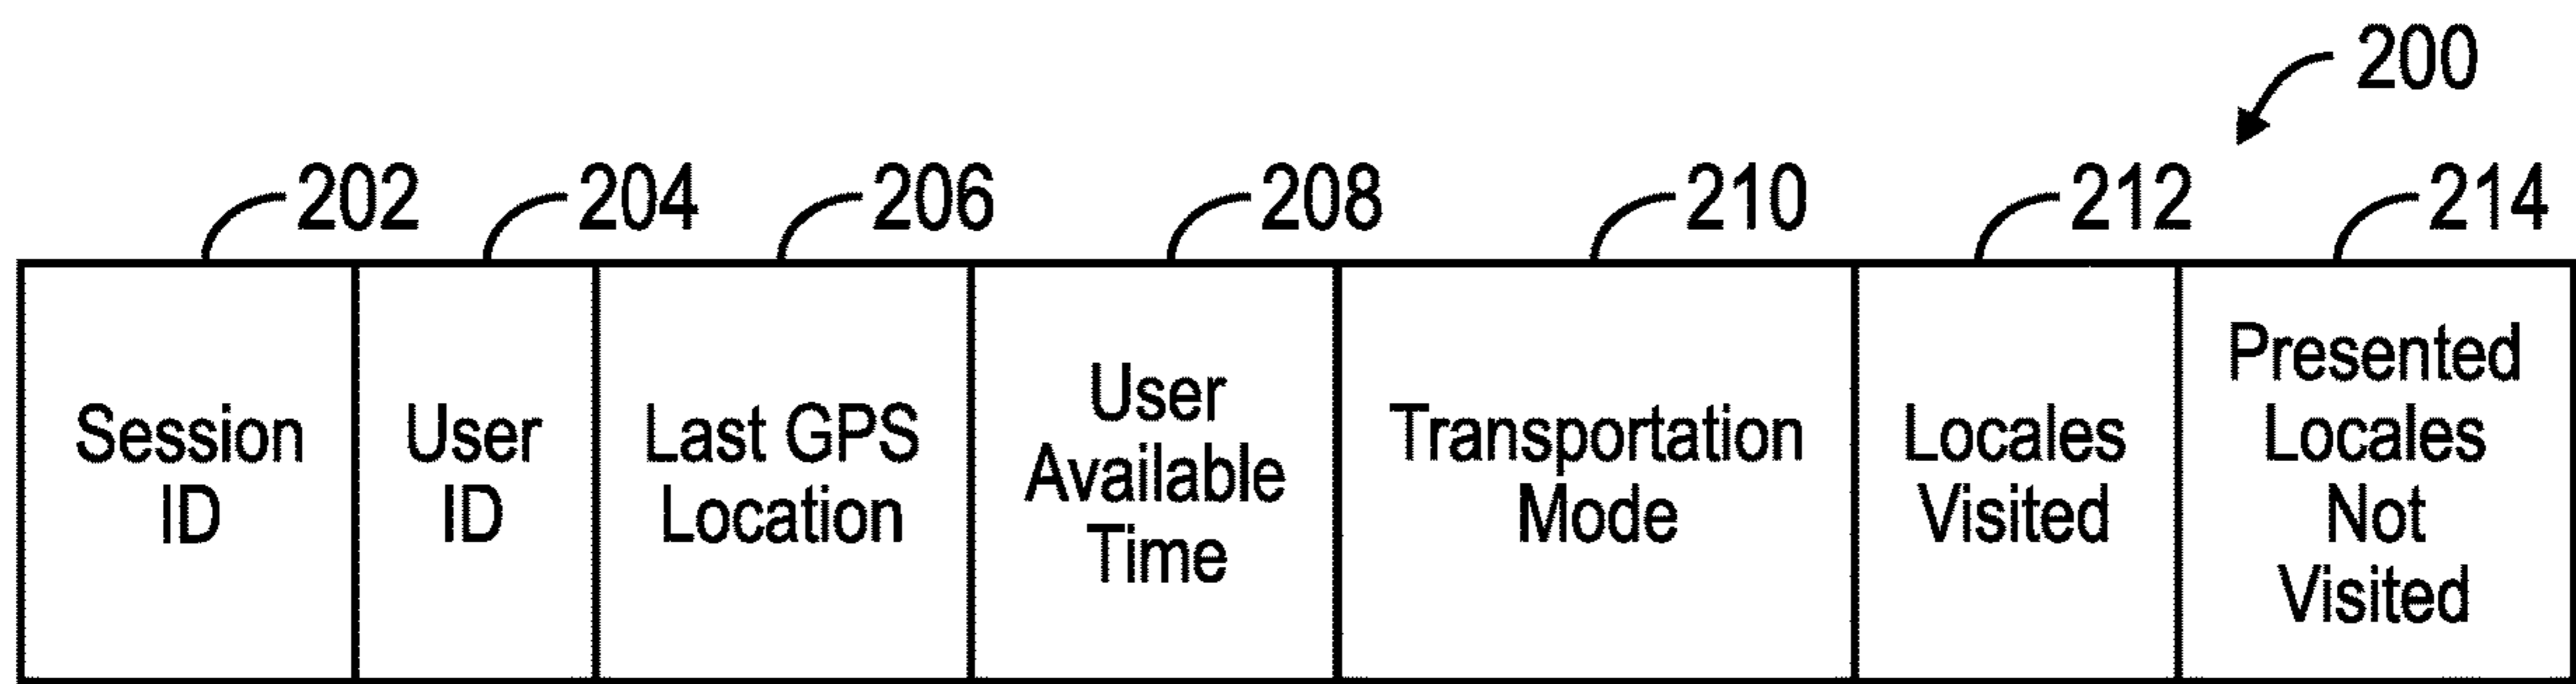 200
202
204
206
208
210
212
214
Session
ID
User
ID
Last GPS
Location
User
Available
Time
Transportation
Mode
Locales
Visited
Presented
Locales
Not
Visited